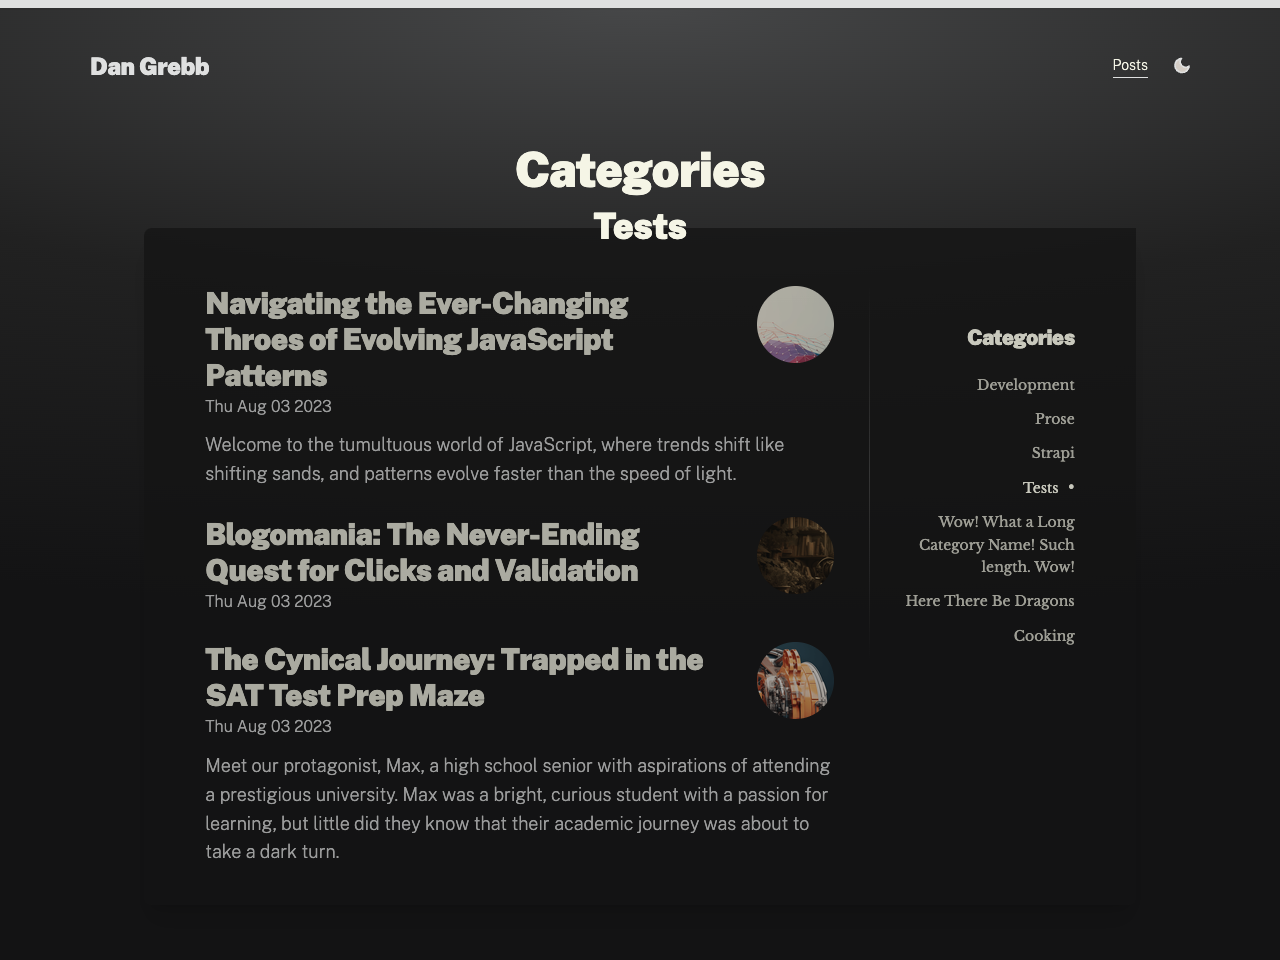 Dan Grebb
Posts
Categories
Tests
Navigating the Ever-Changing
Throes of Evolving JavaScript
Patterns
Thu Aug 03 2023
Welcome to the tumultuous world of JavaScript, where trends shift like
shifting sands, and patterns evolve faster than the speed of light.
Blogomania: The Never-Ending
Quest for Clicks and Validation
Thu Aug 03 2023
The Cynical Journey: Trapped in the
SAT Test Prep Maze
Thu Aug 03 2023
Meet our protagonist, Max, a high school senior with aspirations of attending
a prestigious university. Max was a bright, curious student with a passion for
learning, but little did they know that their academic journey was about to
take a dark turn.
Categories
Development
Prose
Strapi
Tests •
Wow! What a Long
Category Name! Such
length. Wow!
Here There Be Dragons
Cooking